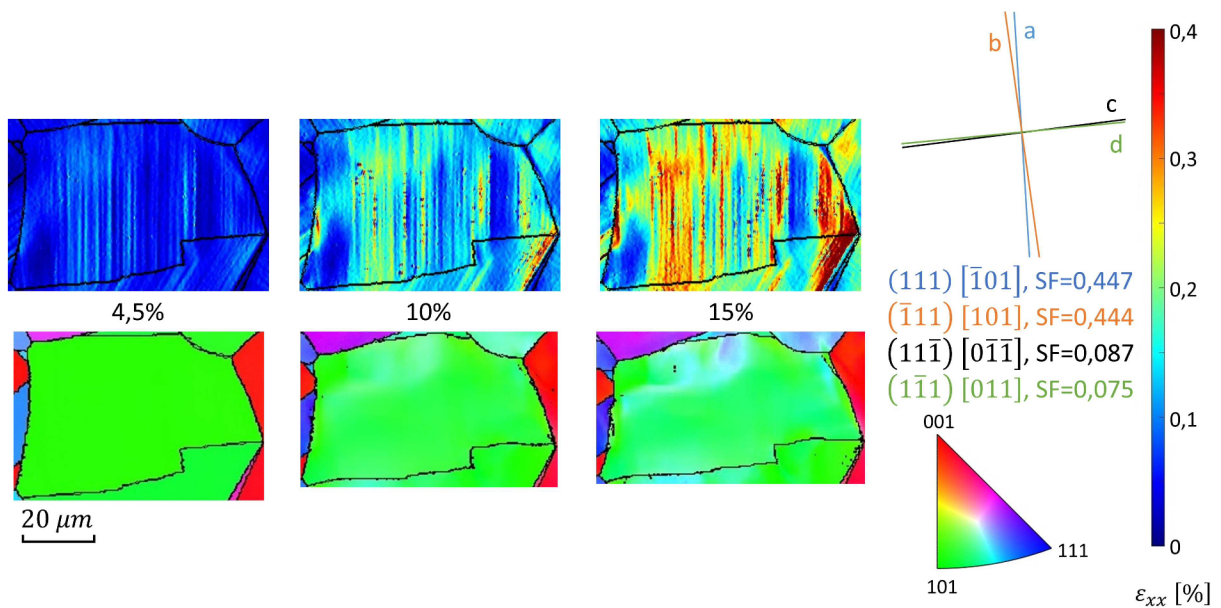 4,5%
10%
15%
20 μm
a
b
c
d
(111) [1̅01], SF=0,447
(1̅11) [101], SF=0,444
(111̅) [01̅1̅], SF=0,087
(11̅1) [011], SF=0,075
001
101
111
0,4
0,3
0,2
0,1
0
εxx [%]